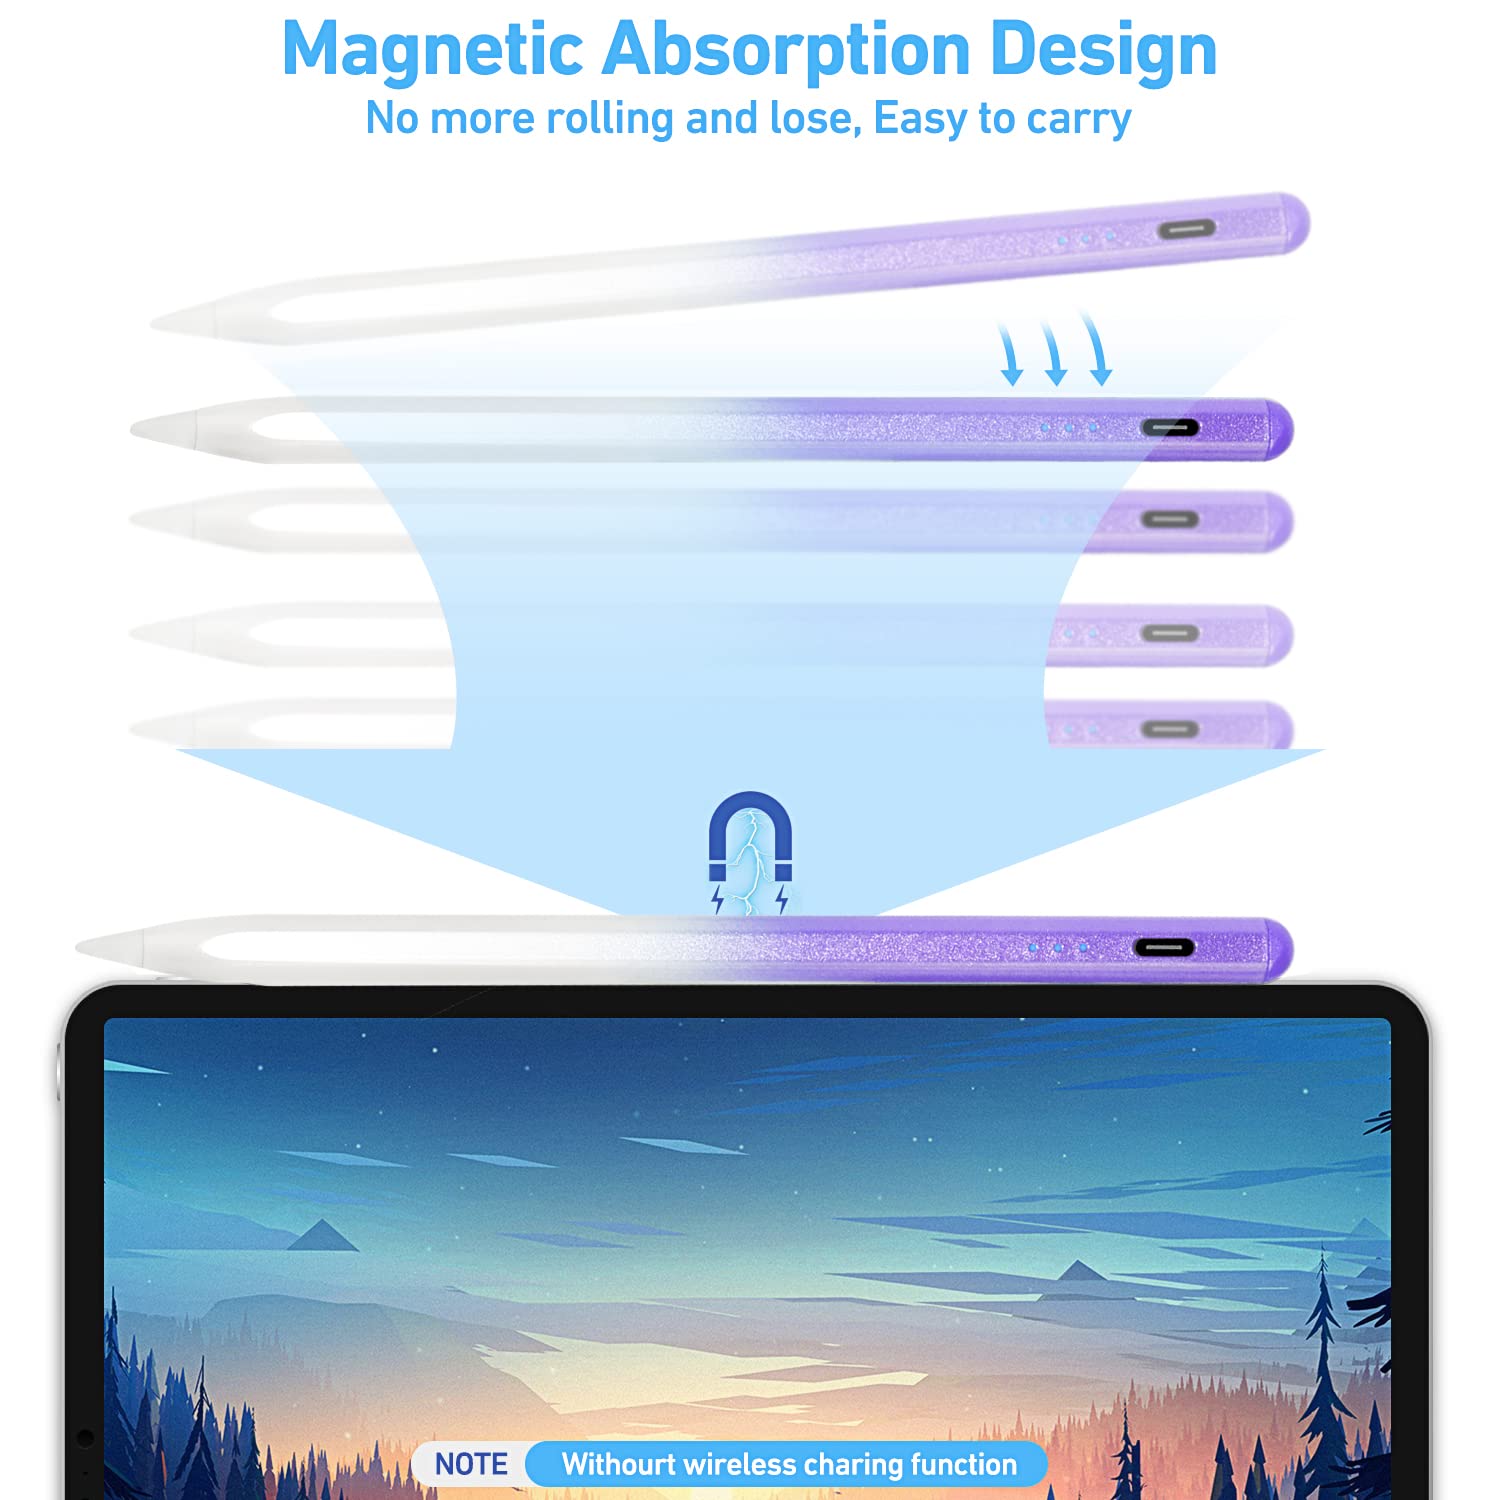 Magnetic Absorption Design
No more rolling and lose, Easy to carry
NOTE Withourt wireless charing function